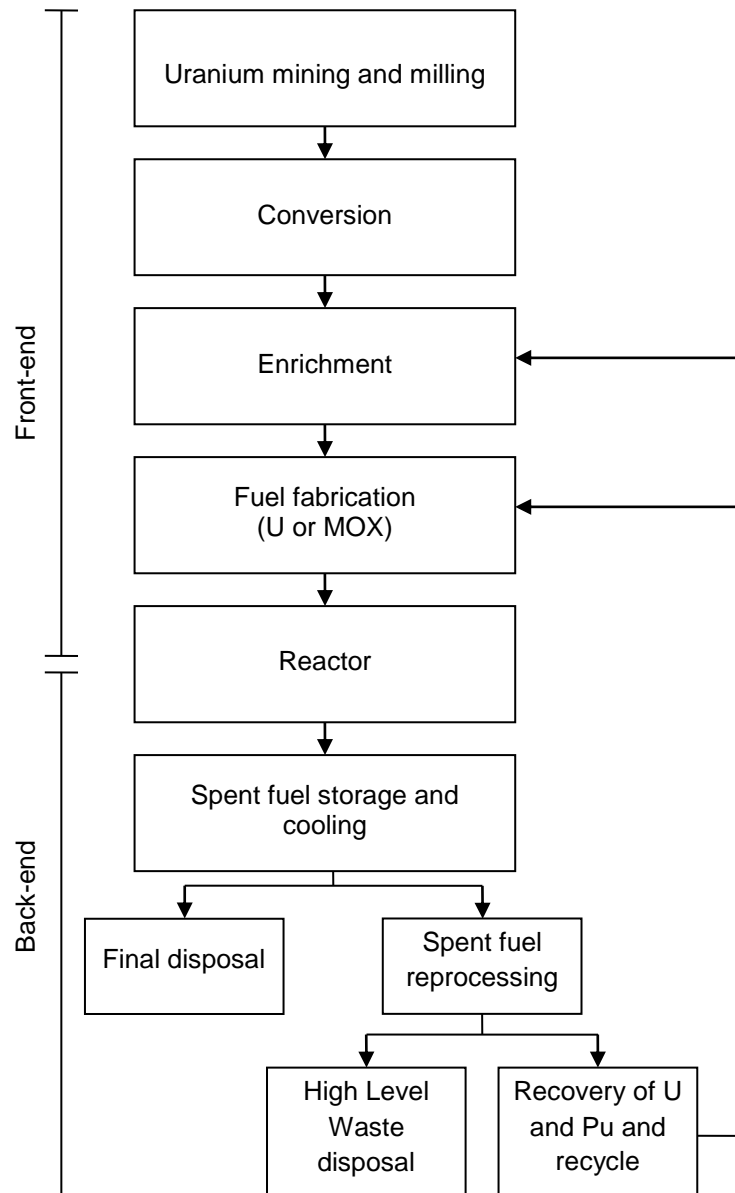 Uranium mining and milling
Conversion
Enrichment
Fuel fabrication
(U or MOX)
Reactor
Spent fuel storage and
cooling
Final disposal
Spent fuel
reprocessing
High Level
Waste
disposal
Recovery of U
and Pu and
recycle
Front-end
Back-end